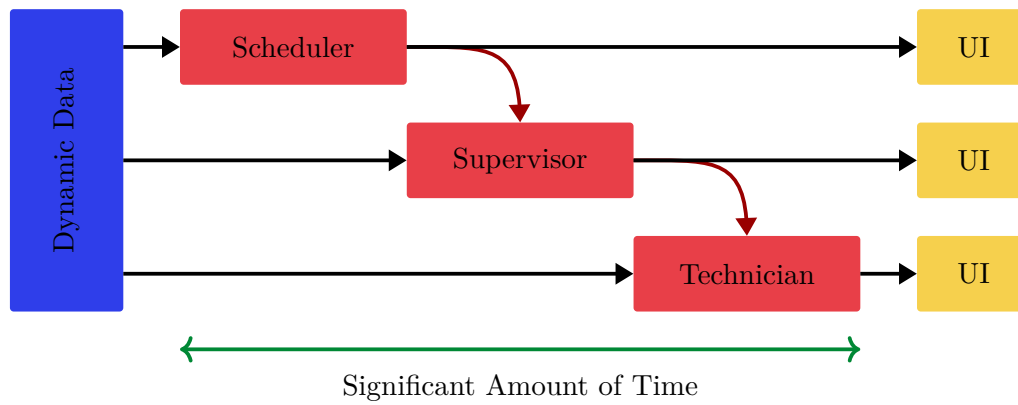 Dynamic Data
Scheduler
UI
Supervisor
UI
Technician
UI
Significant Amount of Time